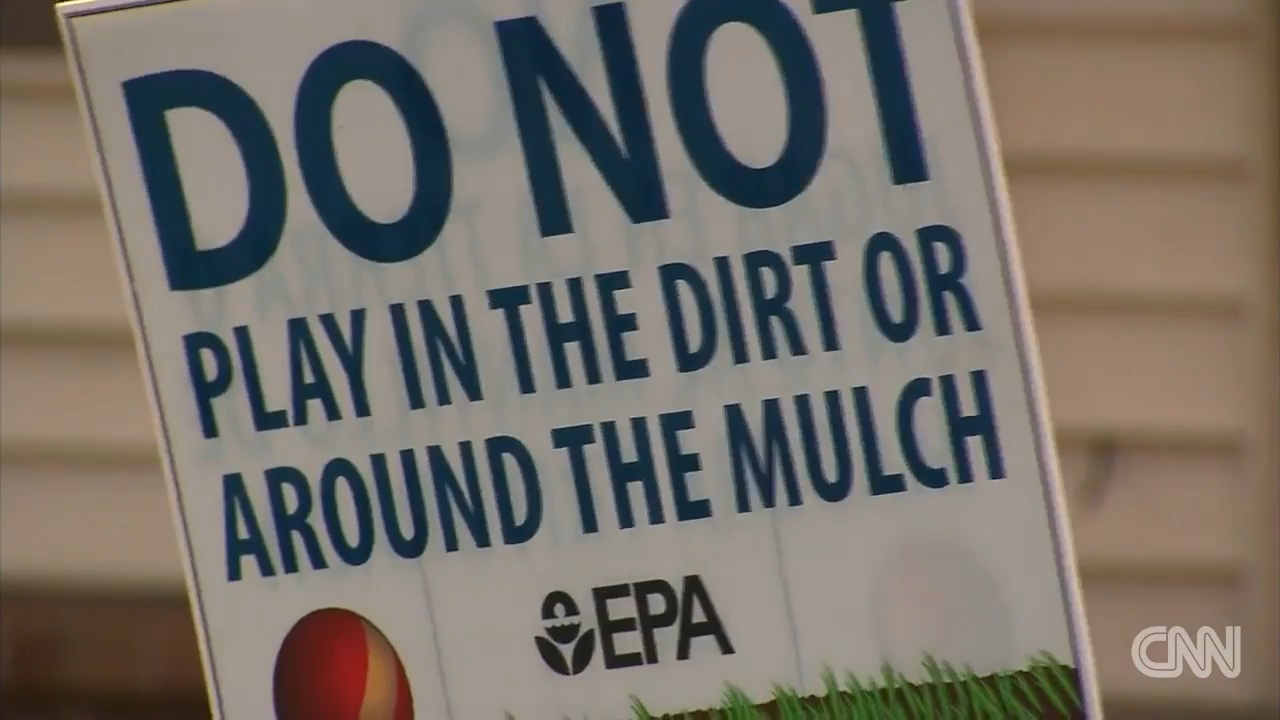 DO NOT
PLAY IN THE DIRT OR
AROUND THE MULCH
EPA
CNN